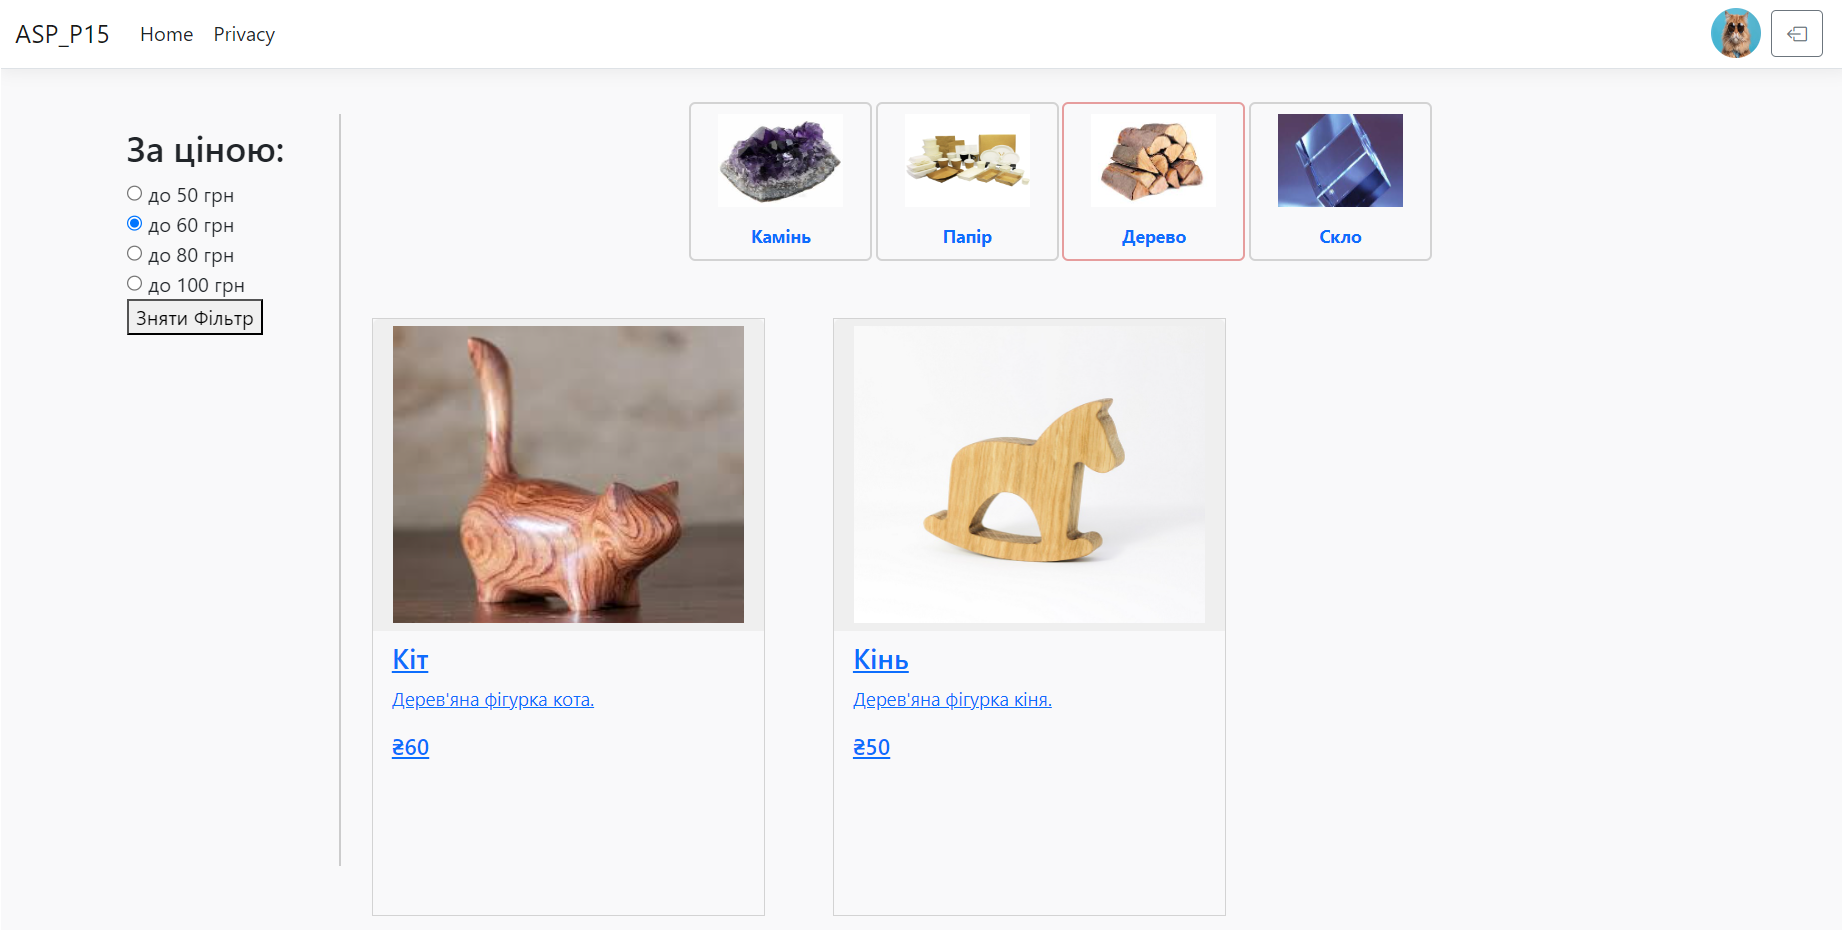 ASP_P15 Home Privacy
За ціною:
до 50 грн
до 60 грн
до 80 грн
до 100 грн
Зняти Фільтр
Камінь
Папір
Дерево
Скло
Кіт
Дерев'яна фігурка кота.
₴60
Кінь
Дерев'яна фігурка кіня.
₴50